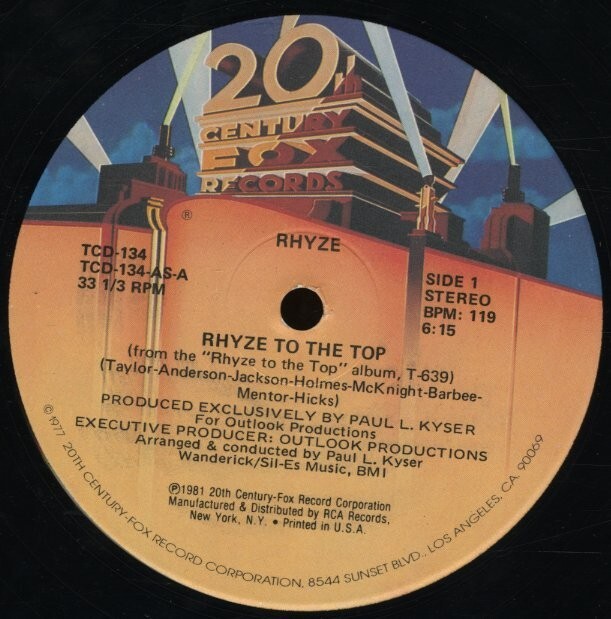 20th
CENTURY
FOX
RECORDS
®
RHYZE
TCD-134
TCD-134-AS-A
33 1/3 RPM
SIDE 1
STEREO
BPM: 119
6:15
RHYZE TO THE TOP
(from the "Rhyze to the Top" album, T-639)
(Taylor-Anderson-Jackson-Holmes-McKnight-Barbee-
Mentor-Hicks)
PRODUCED EXCLUSIVELY BY PAUL L. KYSER
For Outlook Productions
EXECUTIVE PRODUCER: OUTLOOK PRODUCTIONS
Arranged & conducted by Paul L. Kyser
Wanderick/Sil-Es Music, BMI
℗1981 20th Century-Fox Record Corporation
Manufactured & Distributed by RCA Records,
New York, N.Y. • Printed in U.S.A.
©1977 20TH CENTURY-FOX RECORD CORPORATION, 8544 SUNSET BLVD., LOS ANGELES, CA. 90069